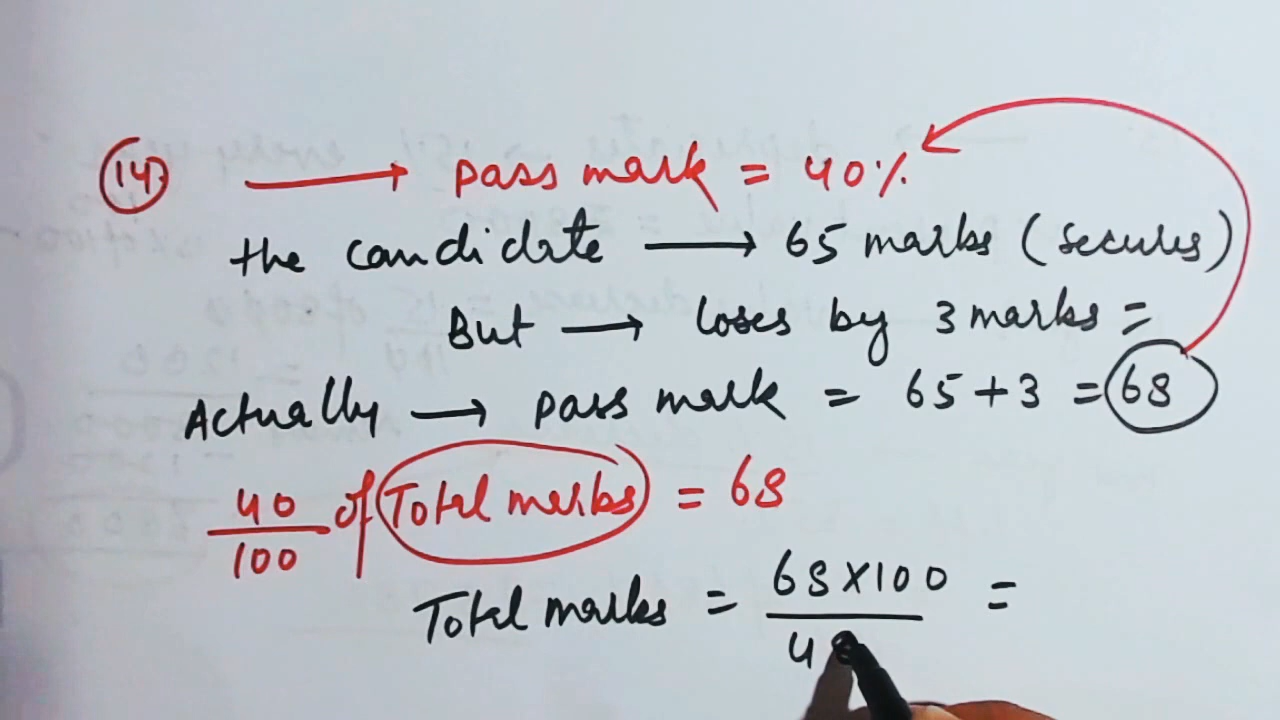 14. → pass mark = 40%
the candidate → 65 marks (secures)
But → loses by 3 marks =
Actually → pass mark = 65 + 3 = 68
40/100 of Total marks = 68
Total marks = 68 × 100 / 40 =